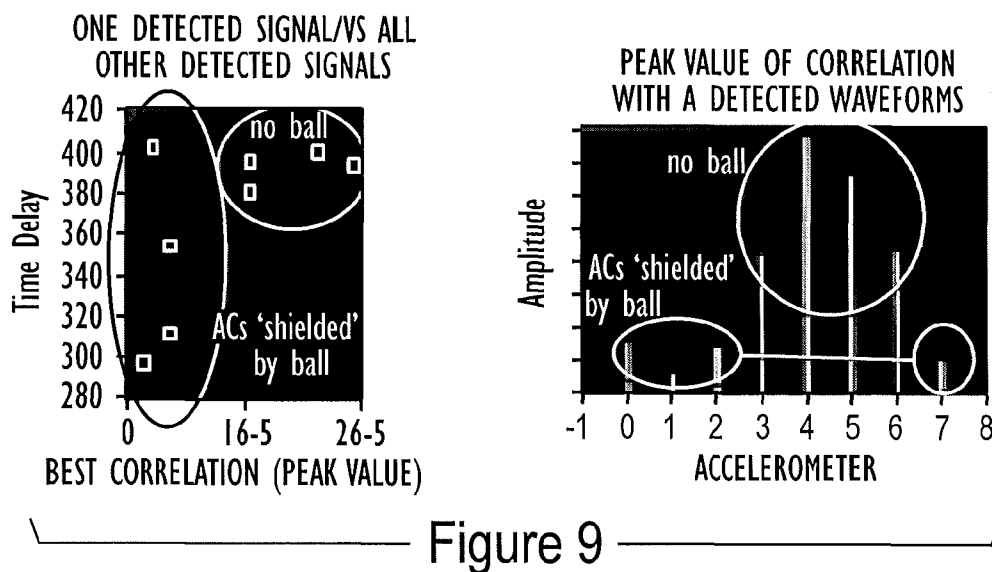 ONE DETECTED SIGNAL/VS ALL
OTHER DETECTED SIGNALS
420
400
380
360
340
320
310
300
280
Time Delay
no ball
ACs 'shielded'
by ball
0
16-5
26-5
BEST CORRELATION (PEAK VALUE)
PEAK VALUE OF CORRELATION
WITH A DETECTED WAVEFORMS
Amplitude
no ball
ACs 'shielded'
by ball
-1 0 1 2 3 4 5 6 7 8
ACCELEROMETER
Figure 9